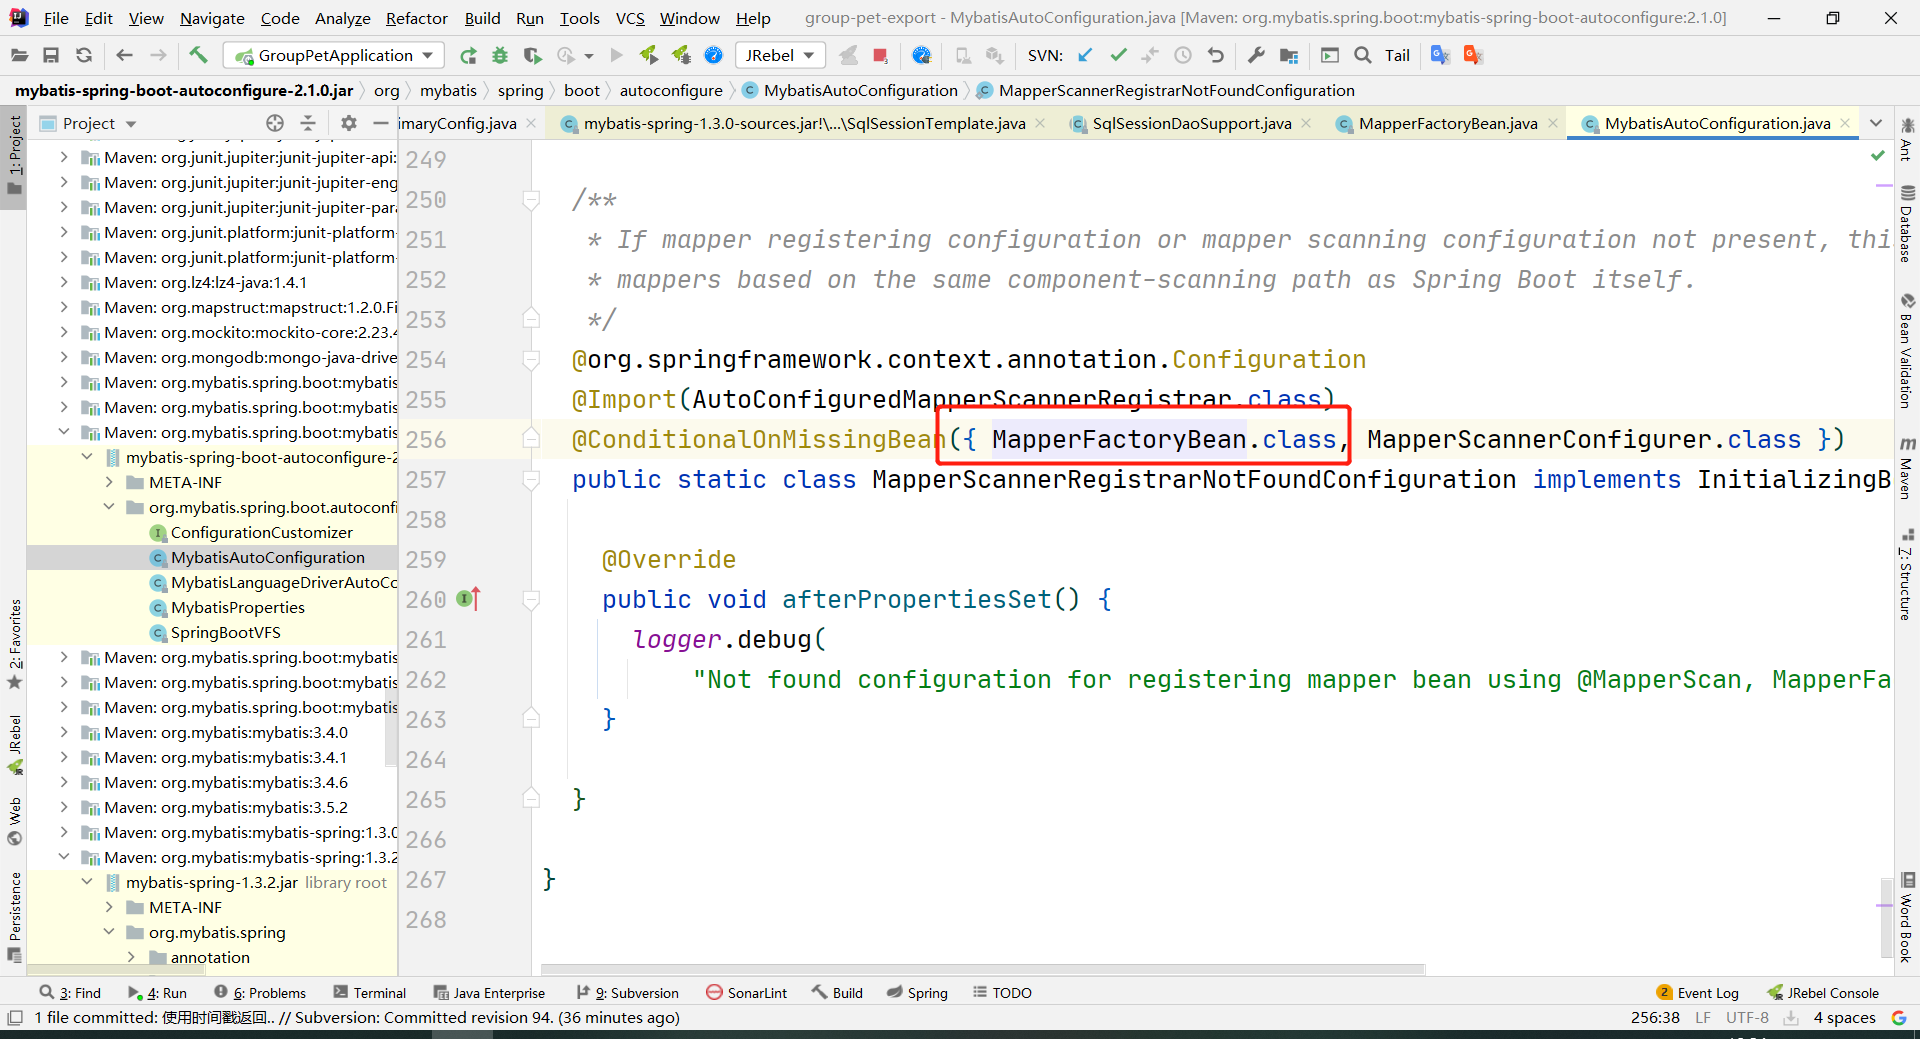 File Edit View Navigate Code Analyze Refactor Build Run Tools VCS Window Help group-pet-export - MybatisAutoConfiguration.java [Maven: org.mybatis.spring.boot:mybatis-spring-boot-autoconfigure:2.1.0]
GroupPetApplication JRebel SVN: Tail
mybatis-spring-boot-autoconfigure-2.1.0.jar org mybatis spring boot autoconfigure MybatisAutoConfiguration MapperScannerRegistrarNotFoundConfiguration
Project imaryConfig.java mybatis-spring-1.3.0-sources.jar!\...\SqlSessionTemplate.java SqlSessionDaoSupport.java MapperFactoryBean.java MybatisAutoConfiguration.java
1: Project
2: Favorites
JRebel
Web
Persistence
Maven: org.junit.jupiter:junit-jupiter-api:
Maven: org.junit.jupiter:junit-jupiter-eng
Maven: org.junit.jupiter:junit-jupiter-par
Maven: org.junit.platform:junit-platform-
Maven: org.junit.platform:junit-platform-
Maven: org.lz4:lz4-java:1.4.1
Maven: org.mapstruct:mapstruct:1.2.0.Fi
Maven: org.mockito:mockito-core:2.23.4
Maven: org.mongodb:mongo-java-drive
Maven: org.mybatis.spring.boot:mybatis
Maven: org.mybatis.spring.boot:mybatis
Maven: org.mybatis.spring.boot:mybatis
mybatis-spring-boot-autoconfigure-2
META-INF
org.mybatis.spring.boot.autoconfi
ConfigurationCustomizer
MybatisAutoConfiguration
MybatisLanguageDriverAutoCo
MybatisProperties
SpringBootVFS
Maven: org.mybatis.spring.boot:mybatis
Maven: org.mybatis.spring.boot:mybatis
Maven: org.mybatis.spring.boot:mybatis
Maven: org.mybatis:mybatis:3.4.0
Maven: org.mybatis:mybatis:3.4.1
Maven: org.mybatis:mybatis:3.4.6
Maven: org.mybatis:mybatis:3.5.2
Maven: org.mybatis:mybatis-spring:1.3.0
Maven: org.mybatis:mybatis-spring:1.3.2
mybatis-spring-1.3.2.jar library root
META-INF
org.mybatis.spring
annotation
249
250 /**
251 * If mapper registering configuration or mapper scanning configuration not present, this
252 * mappers based on the same component-scanning path as Spring Boot itself.
253 */
254 @org.springframework.context.annotation.Configuration
255 @Import(AutoConfiguredMapperScannerRegistrar.class)
256 @ConditionalOnMissingBean({ MapperFactoryBean.class, MapperScannerConfigurer.class })
257 public static class MapperScannerRegistrarNotFoundConfiguration implements InitializingB
258
259 @Override
260 public void afterPropertiesSet() {
261 logger.debug(
262 "Not found configuration for registering mapper bean using @MapperScan, MapperFa
263 }
264
265 }
266
267 }
268
Ant
Database
Bean Validation
Maven
7: Structure
Word Book
3: Find 4: Run 6: Problems Terminal Java Enterprise 9: Subversion SonarLint Build Spring TODO 2 Event Log JRebel Console
1 file committed: 使用时间戳返回.. // Subversion: Committed revision 94. (36 minutes ago) 256:38 LF UTF-8 4 spaces